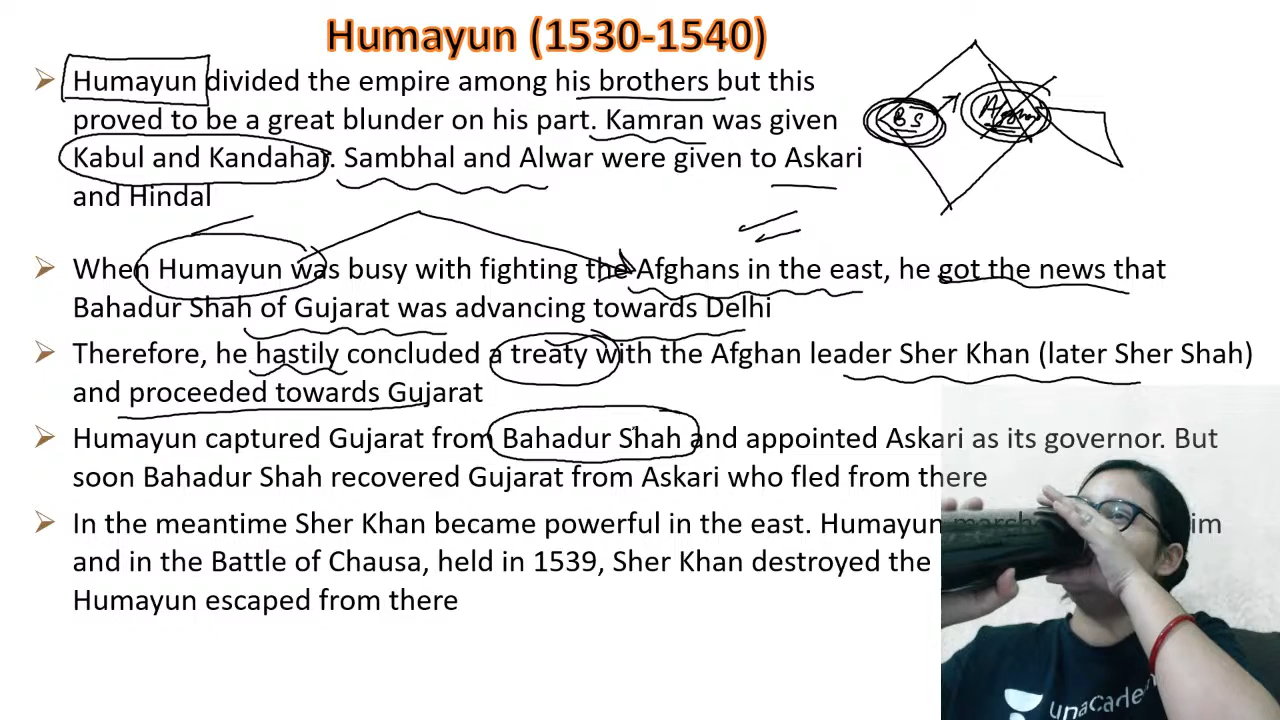 Humayun (1530-1540)
Humayun divided the empire among his brothers but this
proved to be a great blunder on his part. Kamran was given
Kabul and Kandahar. Sambhal and Alwar were given to Askari
and Hindal
BS
When Humayun was busy with fighting the Afghans in the east, he got the news that
Bahadur Shah of Gujarat was advancing towards Delhi
Therefore, he hastily concluded a treaty with the Afghan leader Sher Khan (later Sher Shah)
and proceeded towards Gujarat
Humayun captured Gujarat from Bahadur Shah and appointed Askari as its governor. But
soon Bahadur Shah recovered Gujarat from Askari who fled from there
In the meantime Sher Khan became powerful in the east. Humayun
and in the Battle of Chausa, held in 1539, Sher Khan destroyed the
Humayun escaped from there